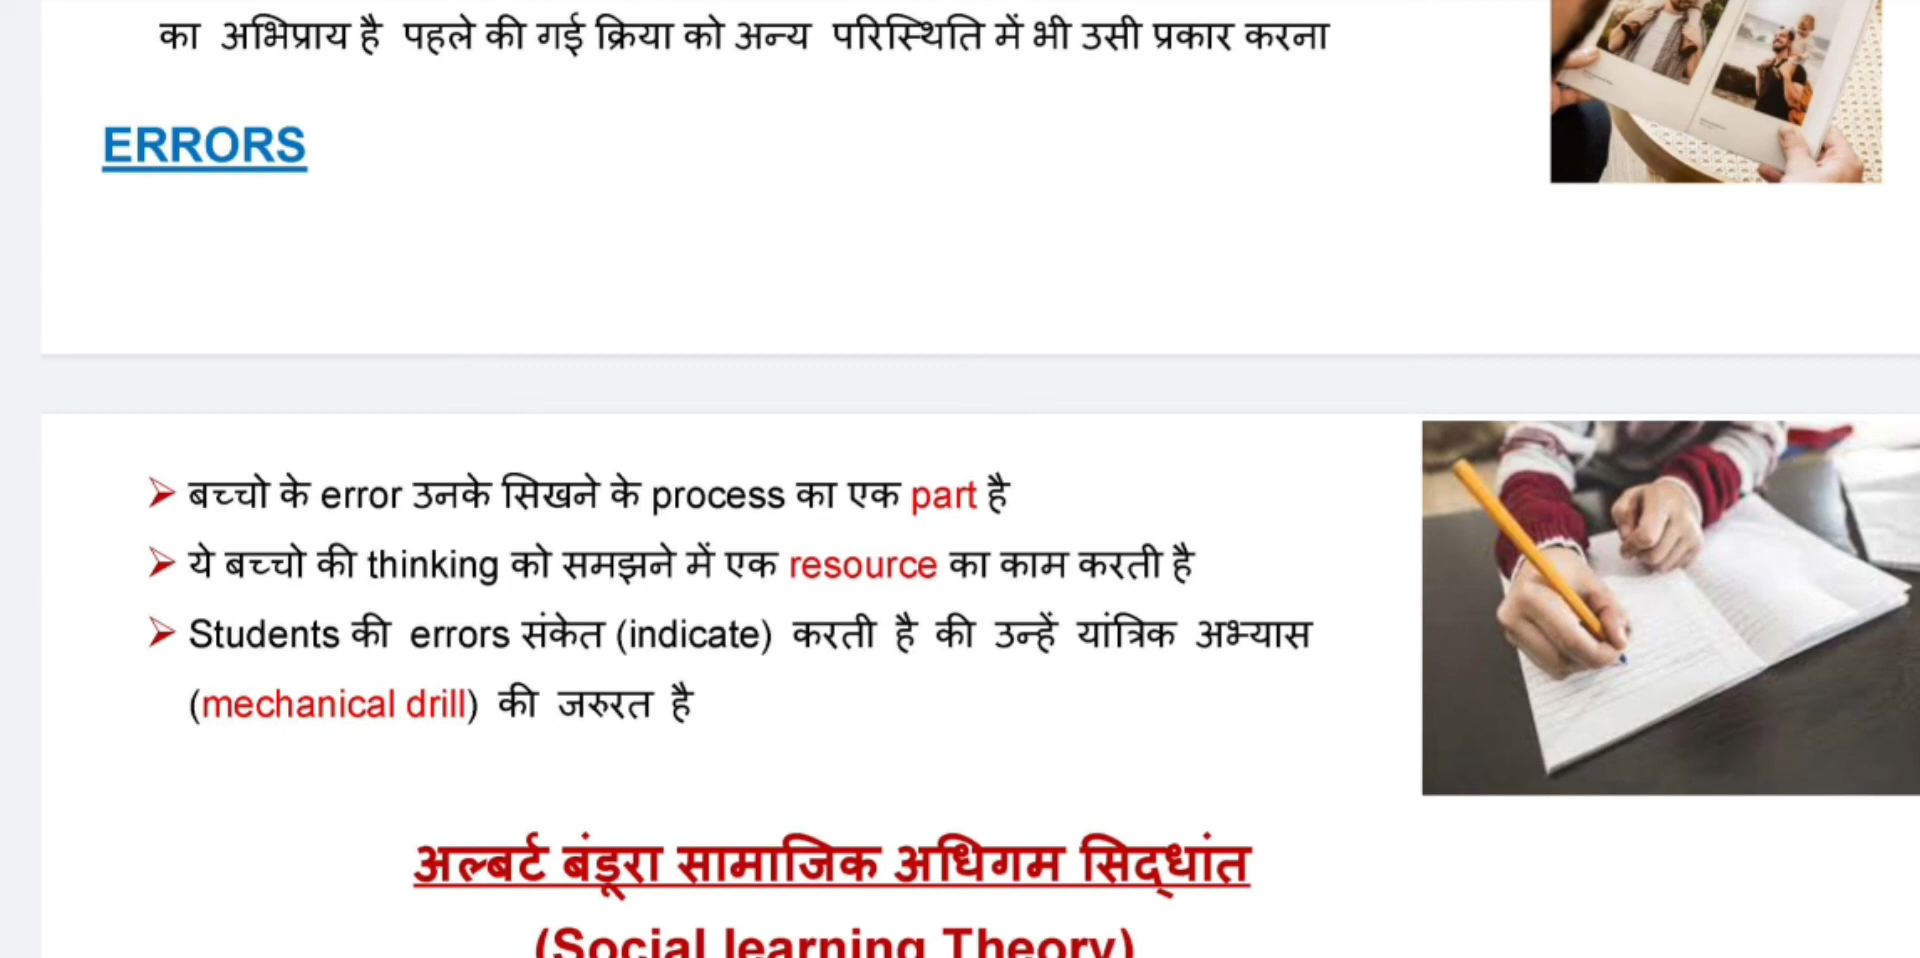 का अभिप्राय है पहले की गई क्रिया को अन्य परिस्थिति में भी उसी प्रकार करना
ERRORS
➢ बच्चो के error उनके सिखने के process का एक part है
➢ ये बच्चो की thinking को समझने में एक resource का काम करती है
➢ Students की errors संकेत (indicate) करती है की उन्हें यांत्रिक अभ्यास
(mechanical drill) की जरुरत है
अल्बर्ट बंडूरा सामाजिक अधिगम सिद्धांत
(Social learning Theory)